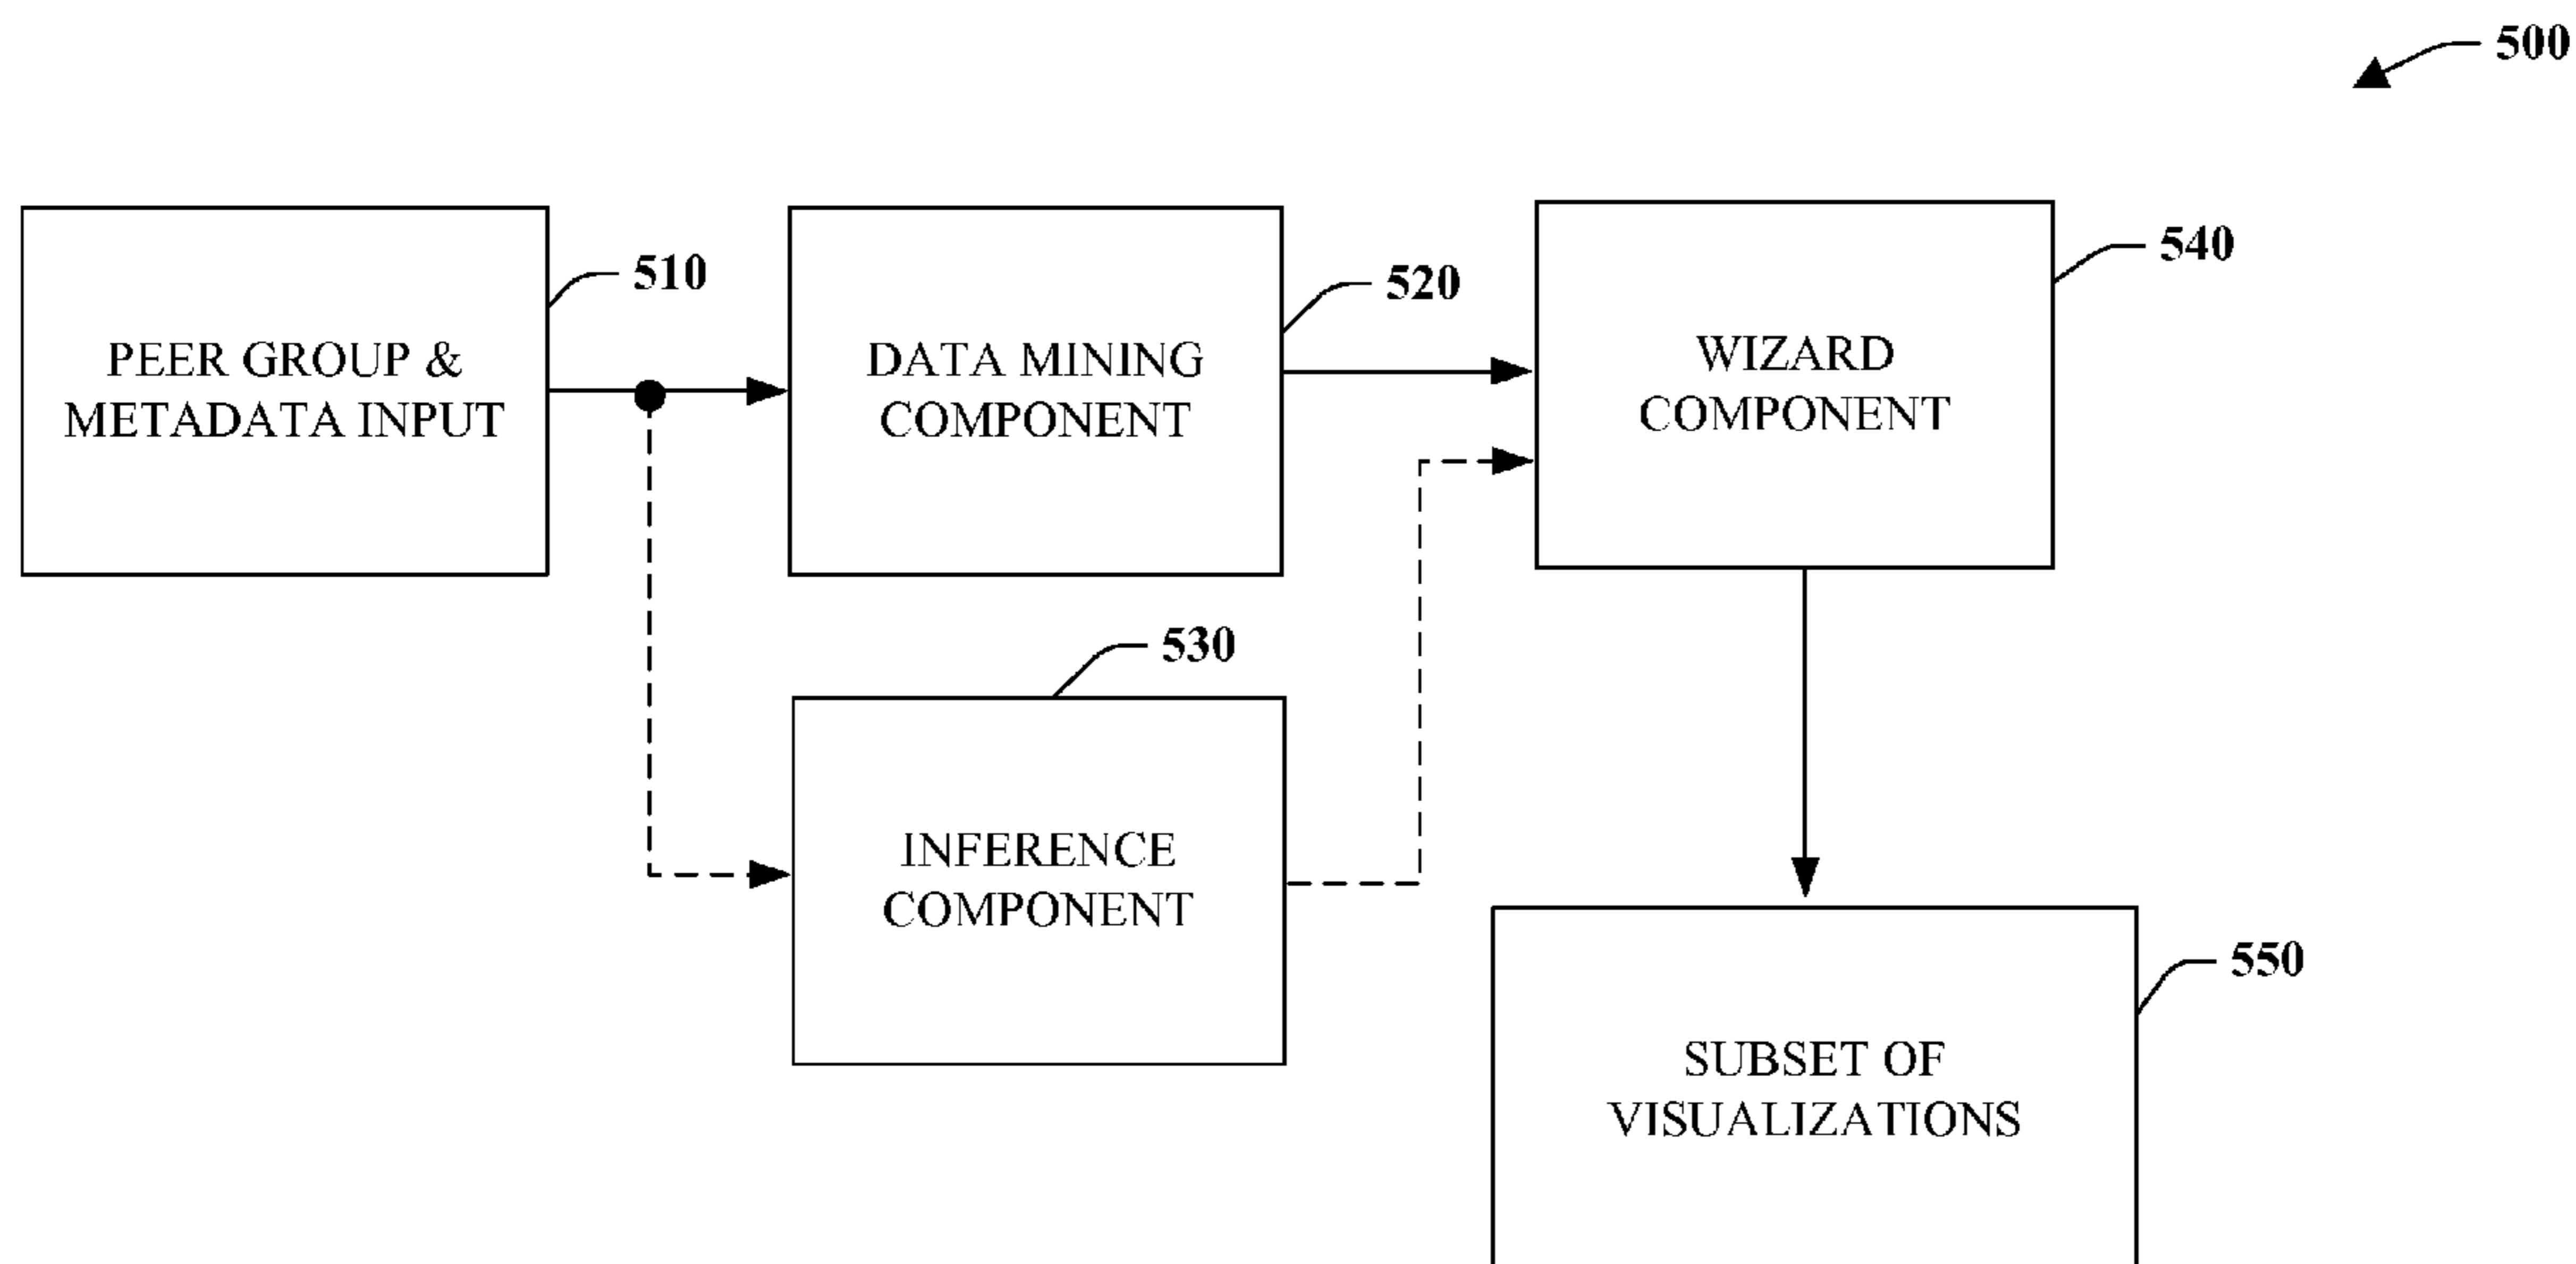 500
PEER GROUP &
METADATA INPUT
510
DATA MINING
COMPONENT
520
WIZARD
COMPONENT
540
INFERENCE
COMPONENT
530
SUBSET OF
VISUALIZATIONS
550